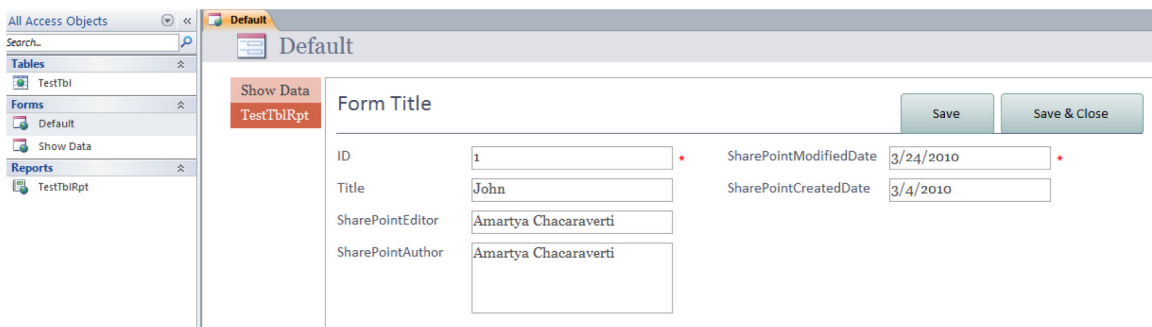 All Access Objects
Search...
Tables
TestTbl
Forms
Default
Show Data
Reports
TestTblRpt
Default
Default
Show Data
TestTblRpt
Form Title
Save
Save & Close
ID
1
*
SharePointModifiedDate
3/24/2010
*
Title
John
SharePointCreatedDate
3/4/2010
SharePointEditor
Amartya Chacaraverti
SharePointAuthor
Amartya Chacaraverti